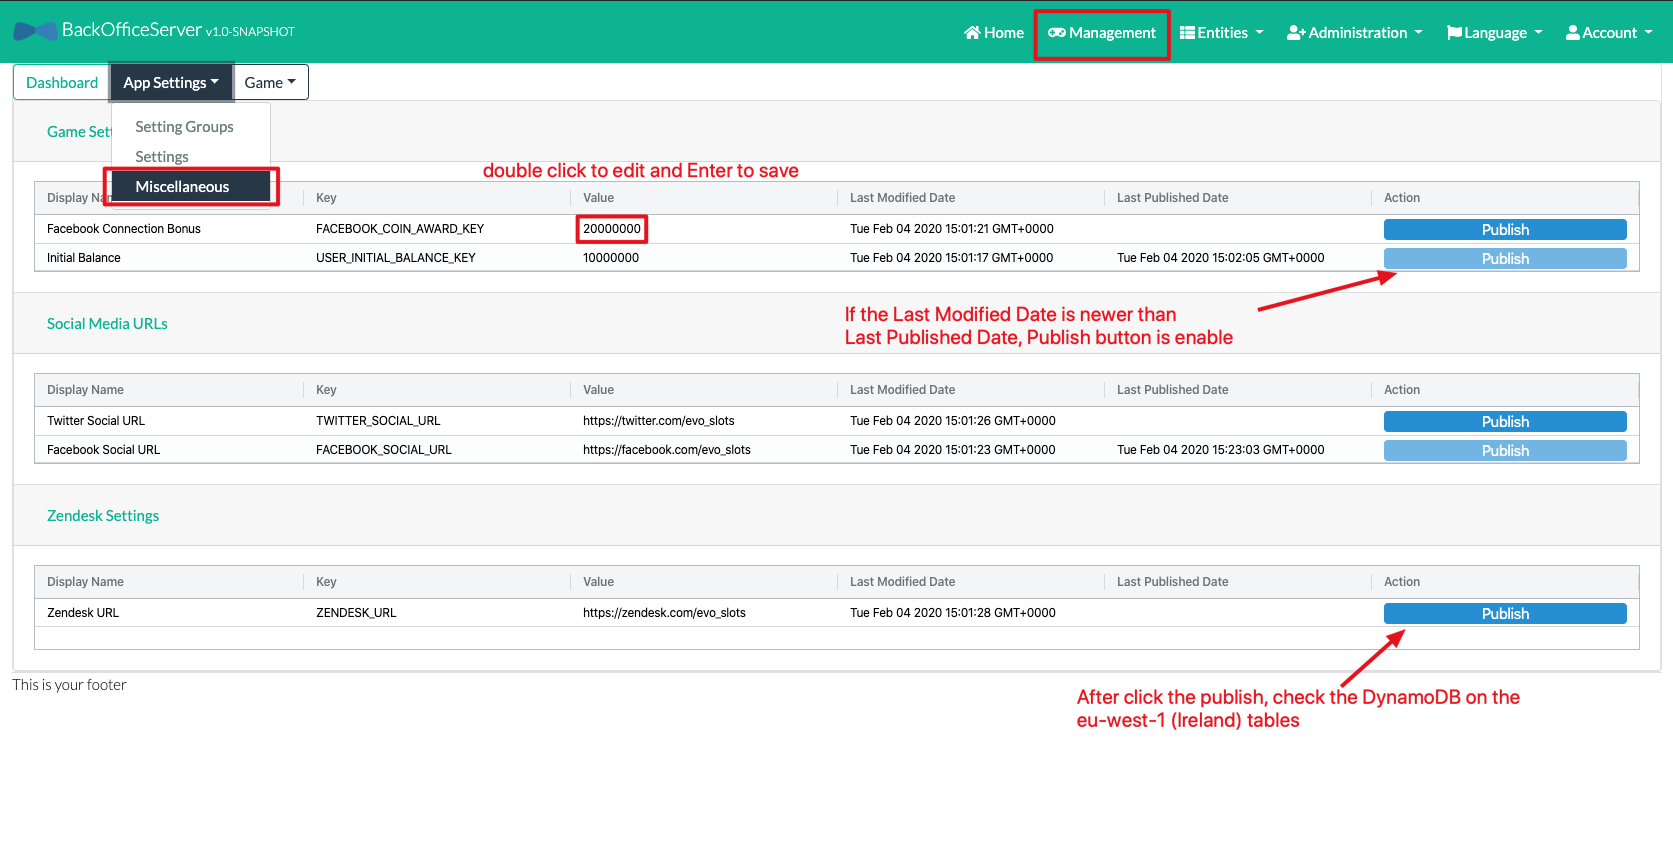 BackOfficeServer v1.0-SNAPSHOT
Home Management Entities Administration Language Account
Dashboard App Settings Game
Setting Groups
Settings
Miscellaneous
Game Set
double click to edit and Enter to save
Display Nam Key Value Last Modified Date Last Published Date Action
Facebook Connection Bonus FACEBOOK_COIN_AWARD_KEY 20000000 Tue Feb 04 2020 15:01:21 GMT+0000 Publish
Initial Balance USER_INITIAL_BALANCE_KEY 10000000 Tue Feb 04 2020 15:01:17 GMT+0000 Tue Feb 04 2020 15:02:05 GMT+0000 Publish
If the Last Modified Date is newer than
Last Published Date, Publish button is enable
Social Media URLs
Display Name Key Value Last Modified Date Last Published Date Action
Twitter Social URL TWITTER_SOCIAL_URL https://twitter.com/evo_slots Tue Feb 04 2020 15:01:26 GMT+0000 Publish
Facebook Social URL FACEBOOK_SOCIAL_URL https://facebook.com/evo_slots Tue Feb 04 2020 15:01:23 GMT+0000 Tue Feb 04 2020 15:23:03 GMT+0000 Publish
Zendesk Settings
Display Name Key Value Last Modified Date Last Published Date Action
Zendesk URL ZENDESK_URL https://zendesk.com/evo_slots Tue Feb 04 2020 15:01:28 GMT+0000 Publish
This is your footer
After click the publish, check the DynamoDB on the
eu-west-1 (Ireland) tables